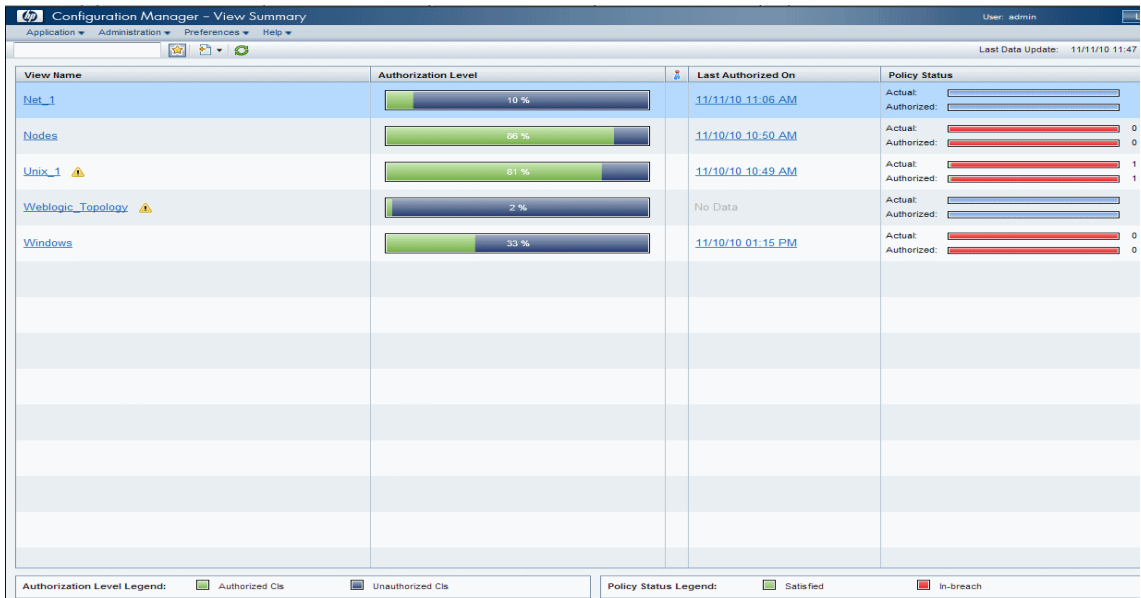 hp Configuration Manager – View Summary User: admin
Application Administration Preferences Help
Last Data Update: 11/11/10 11:47
View Name Authorization Level Last Authorized On Policy Status
Net_1 10 % 11/11/10 11:06 AM Actual:
Authorized:
Nodes 86 % 11/10/10 10:50 AM Actual: 0
Authorized: 0
Unix_1 81 % 11/10/10 10:49 AM Actual: 1
Authorized: 1
Weblogic_Topology 2 % No Data Actual:
Authorized:
Windows 33 % 11/10/10 01:15 PM Actual: 0
Authorized: 0
Authorization Level Legend: Authorized CIs Unauthorized CIs Policy Status Legend: Satisfied In-breach